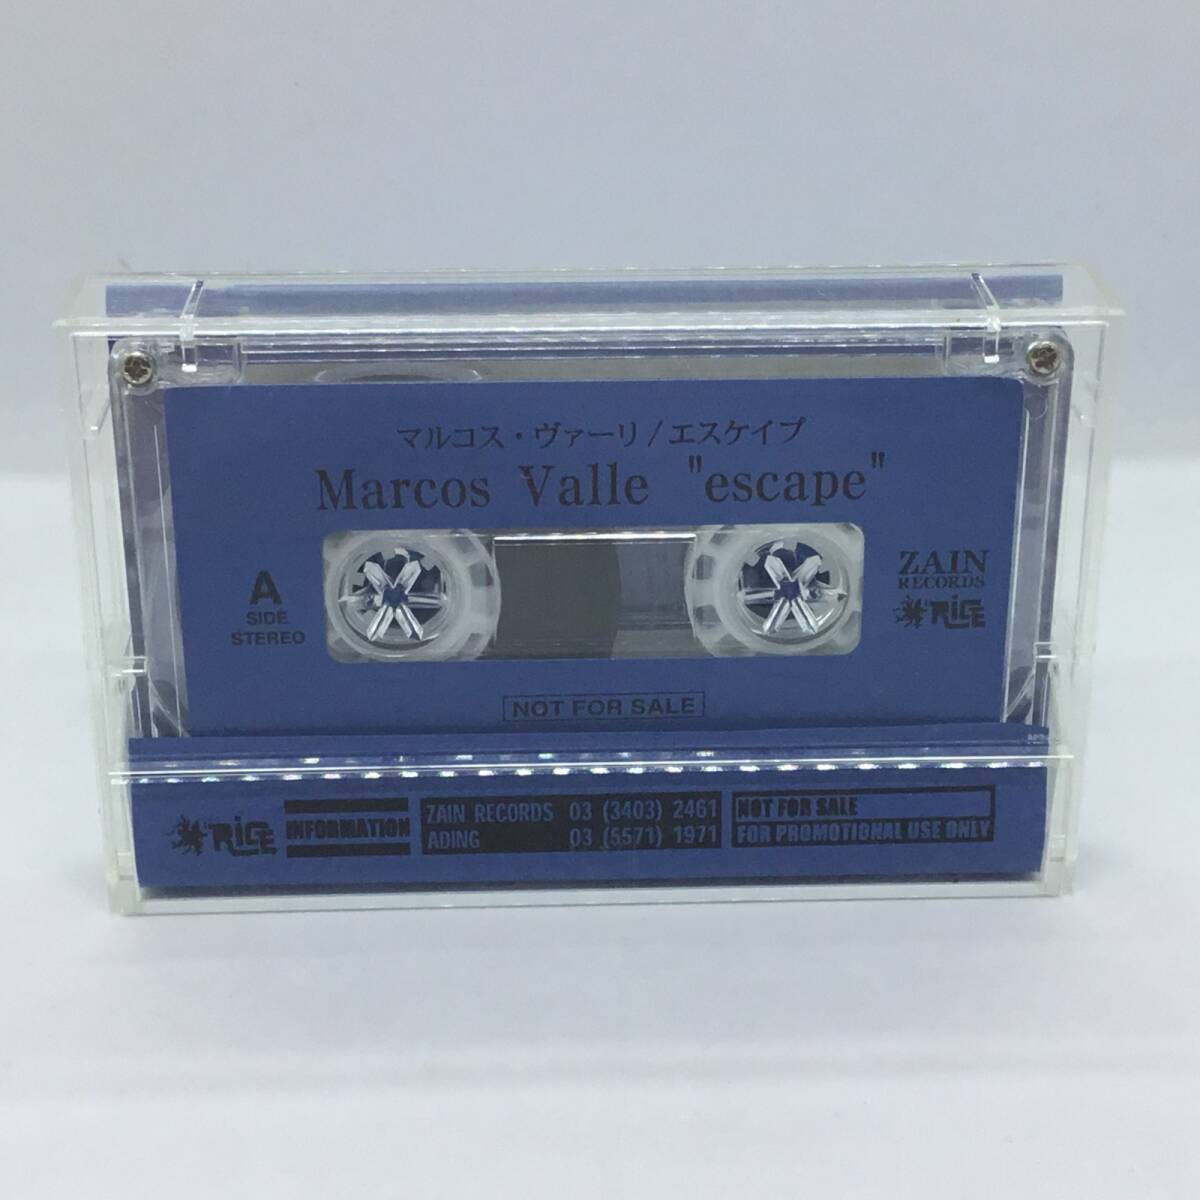 マルコス・ヴァーリ/エスケイプ
Marcos Valle "escape"
A
SIDE
STEREO
ZAIN
RECORDS
RICE
NOT FOR SALE
RICE
INFORMATION
ZAIN RECORDS 03 (3403) 2461
ADING 03 (5571) 1971
NOT FOR SALE
FOR PROMOTIONAL USE ONLY